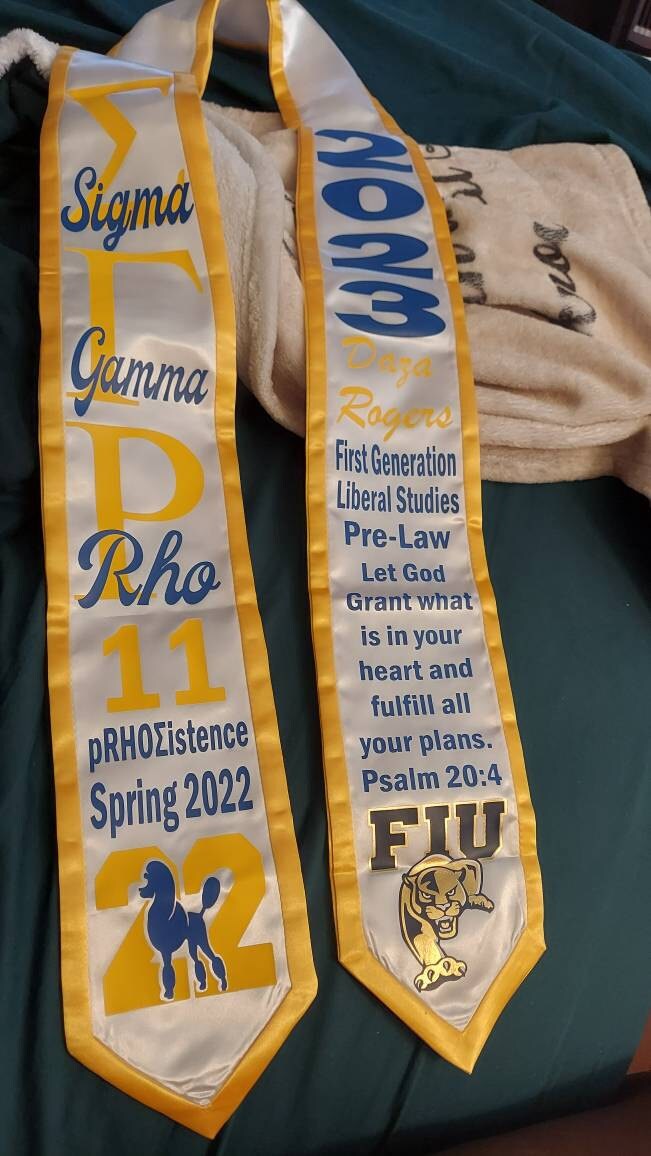 Σ
Sigma
Γ
Gamma
Ρ
Rho
11
pRHOΣistence
Spring 2022
22
2023
Daza
Rogers
First Generation
Liberal Studies
Pre-Law
Let God
Grant what
is in your
heart and
fulfill all
your plans.
Psalm 20:4
FIU